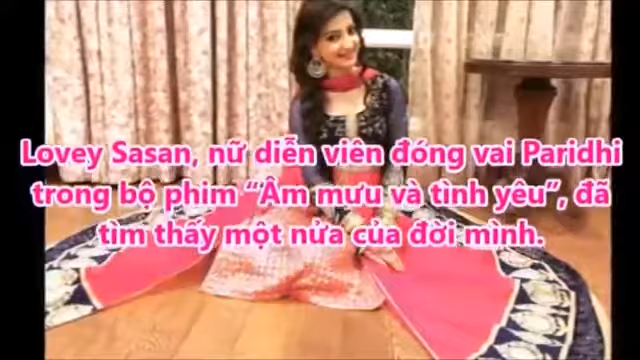 Lovey Sasan, nữ diễn viên đóng vai Paridhi
trong bộ phim “Âm mưu và tình yêu”, đã
tìm thấy một nửa của đời mình.